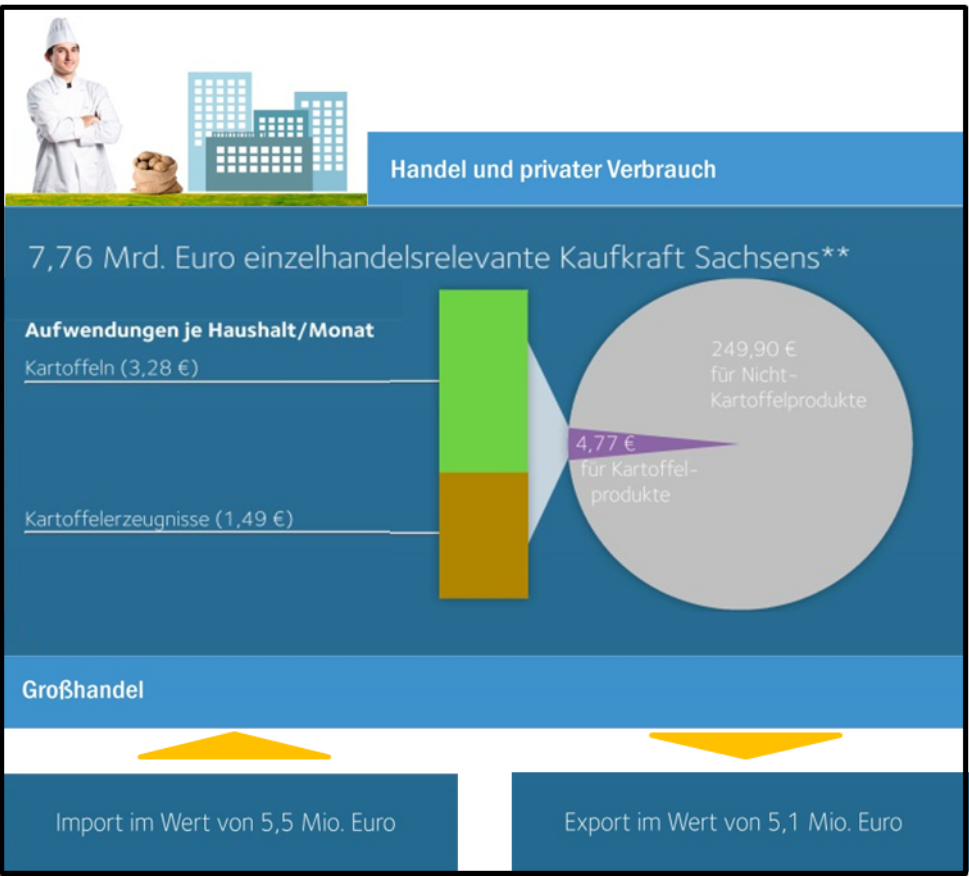 Handel und privater Verbrauch
7,76 Mrd. Euro einzelhandelsrelevante Kaufkraft Sachsens**
Aufwendungen je Haushalt/Monat
Kartoffeln (3,28 €)
Kartoffelerzeugnisse (1,49 €)
249,90 €
für Nicht-
Kartoffelprodukte
4,77 €
für Kartoffel-
produkte
Großhandel
Import im Wert von 5,5 Mio. Euro
Export im Wert von 5,1 Mio. Euro